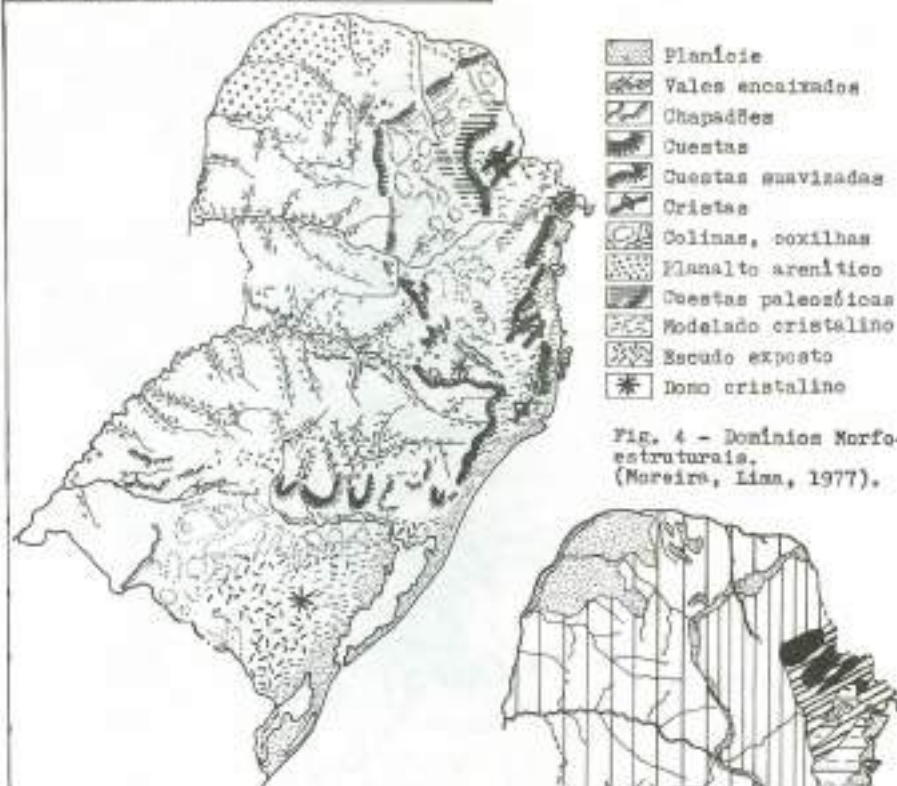 Planície
Vales encaixados
Chapadões
Cuestas
Cuestas suavizadas
Cristas
Colinas, coxilhas
Planalto arenítico
Cuestas paleozóicas
Modelado cristalino
Escudo exposto
Domo cristalino
Fig. 4 - Domínios Morfo-
estruturais.
(Moreira, Lima, 1977).